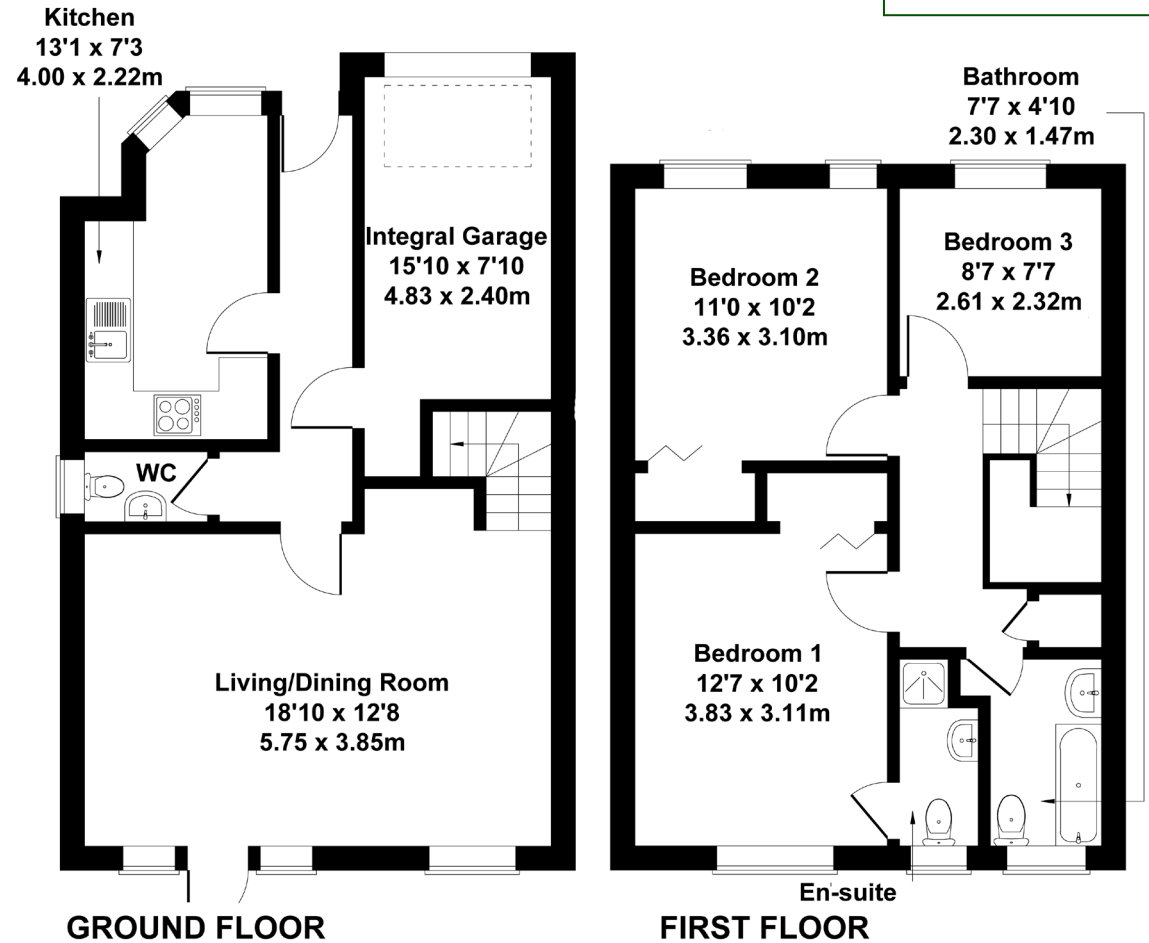 Kitchen
13'1 x 7'3
4.00 x 2.22m
Integral Garage
15'10 x 7'10
4.83 x 2.40m
WC
Living/Dining Room
18'10 x 12'8
5.75 x 3.85m
GROUND FLOOR
Bathroom
7'7 x 4'10
2.30 x 1.47m
Bedroom 2
11'0 x 10'2
3.36 x 3.10m
Bedroom 3
8'7 x 7'7
2.61 x 2.32m
Bedroom 1
12'7 x 10'2
3.83 x 3.11m
En-suite
FIRST FLOOR